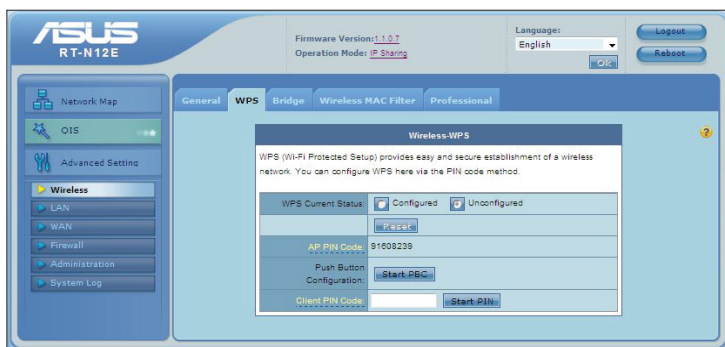 ASUS
RT-N12E
Firmware Version:1.1.0.7
Operation Mode: IP Sharing
Language:
English
Ok
Logout
Reboot
Network Map
QIS
Advanced Setting
Wireless
LAN
WAN
Firewall
Administration
System Log
General WPS Bridge Wireless MAC Filter Professional
Wireless-WPS
WPS (Wi-Fi Protected Setup) provides easy and secure establishment of a wireless
network. You can configure WPS here via the PIN code method.
WPS Current Status: Configured Unconfigured
Reset
AP PIN Code: 91608239
Push Button
Configuration: Start PBC
Client PIN Code: Start PIN
?